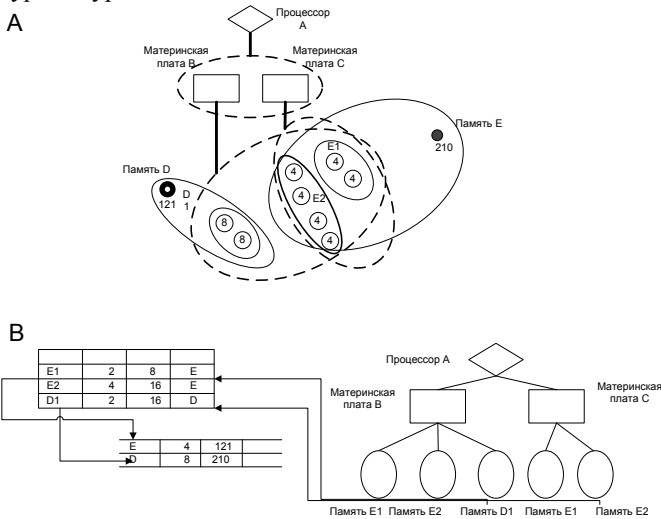 A
Процессор
A
Материнская
плата B
Материнская
плата C
Память E
210
E1
4
4
4
4 E2
4
4
Память D
D
1
121
8
8
B
E1 2 8 E
E2 4 16 E
D1 2 16 D
E 4 121
D 8 210
Процессор A
Материнская
плата B
Материнская
плата C
Память E1 Память E2 Память D1 Память E1 Память E2